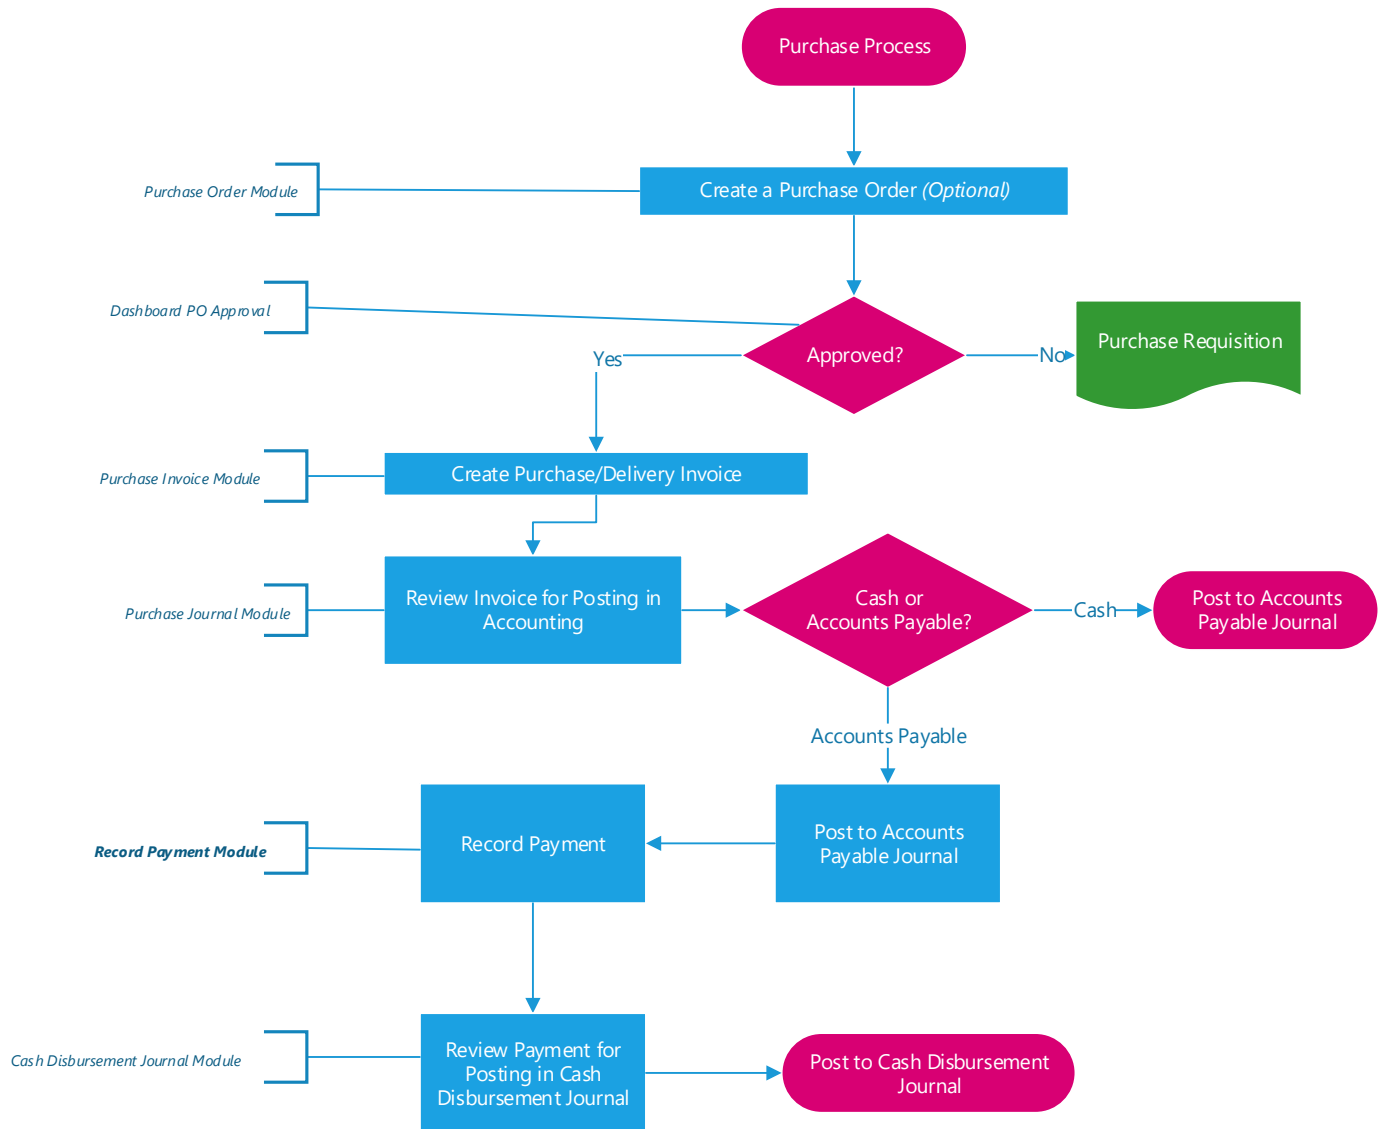 Purchase Process
Purchase Order Module
Create a Purchase Order (Optional)
Dashboard PO Approval
Approved?
Yes
No
Purchase Requisition
Purchase Invoice Module
Create Purchase/Delivery Invoice
Purchase Journal Module
Review Invoice for Posting in
Accounting
Cash or
Accounts Payable?
Cash
Post to Accounts
Payable Journal
Accounts Payable
Record Payment Module
Record Payment
Post to Accounts
Payable Journal
Cash Disbursement Journal Module
Review Payment for
Posting in Cash
Disbursement Journal
Post to Cash Disbursement
Journal